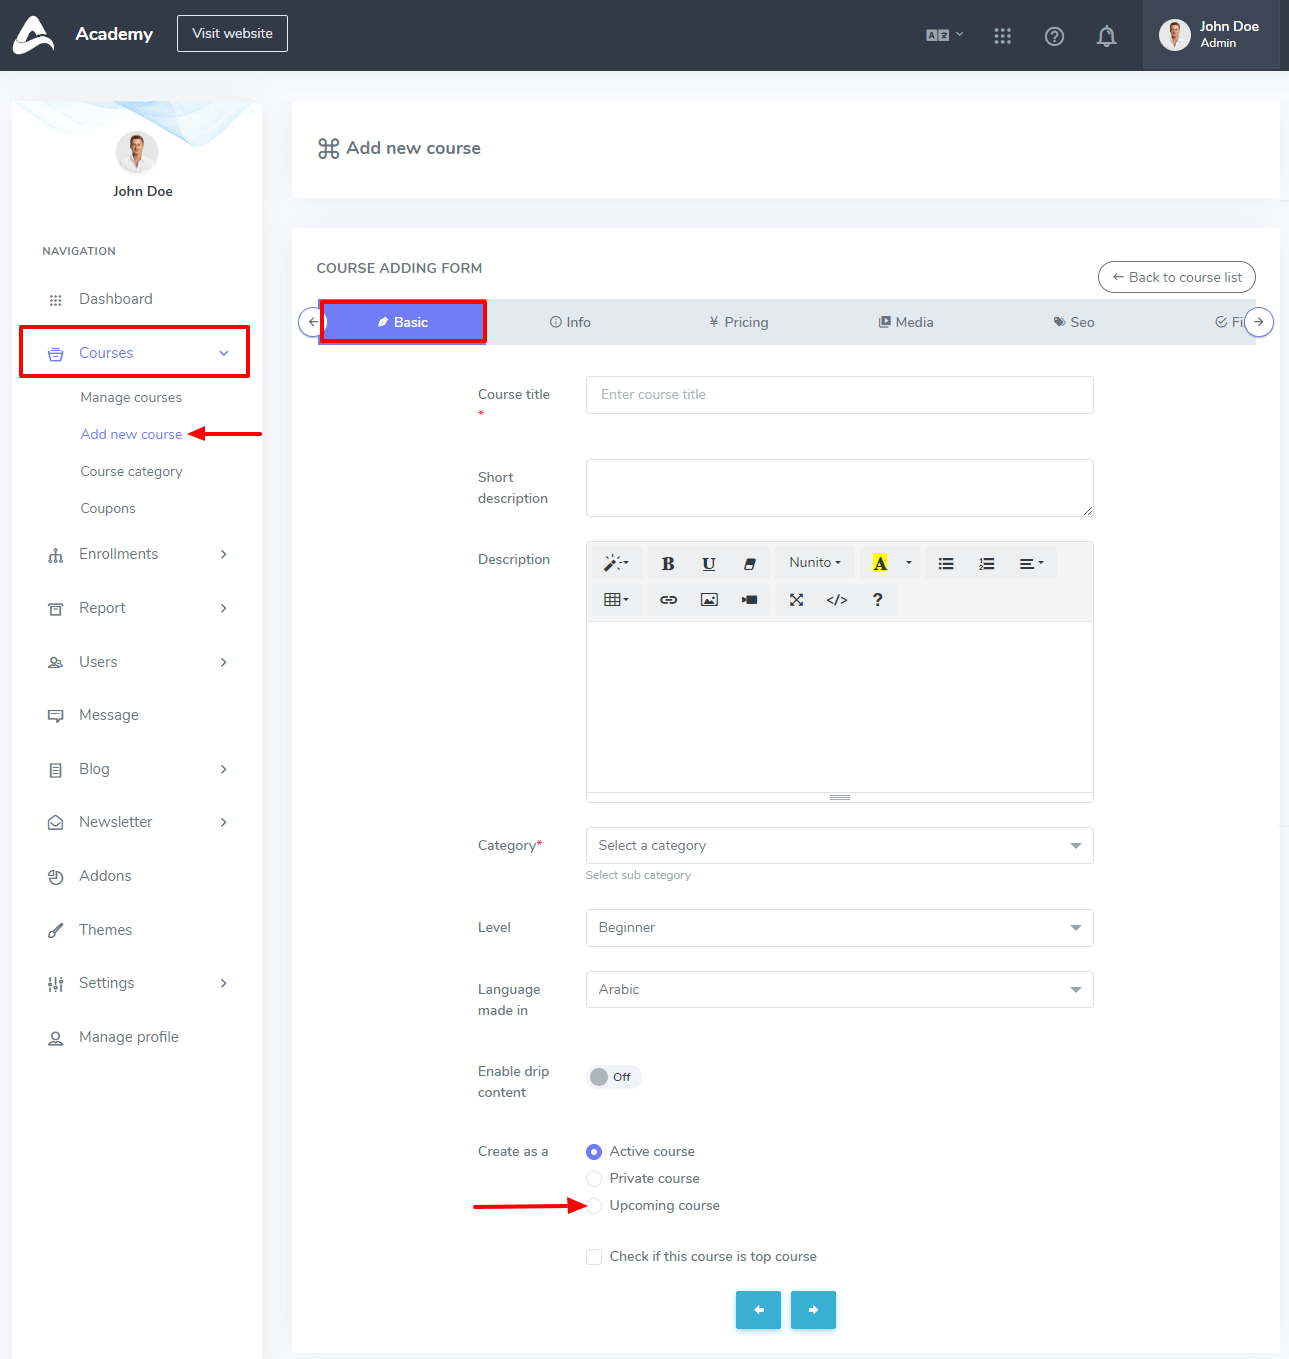 Academy
Visit website
John Doe
Admin
John Doe
NAVIGATION
Dashboard
Courses
Manage courses
Add new course
Course category
Coupons
Enrollments
Report
Users
Message
Blog
Newsletter
Addons
Themes
Settings
Manage profile
Add new course
COURSE ADDING FORM
Back to course list
Basic
Info
¥ Pricing
Media
Seo
Fi
Course title
*
Enter course title
Short
description
Description
B U Nunito A
</> ?
Category*
Select a category
Select sub category
Level
Beginner
Language
made in
Arabic
Enable drip
content
Off
Create as a
Active course
Private course
Upcoming course
Check if this course is top course